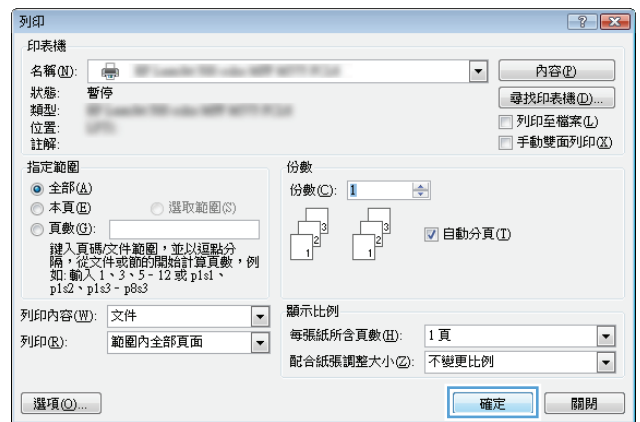 列印
印表機
名稱(N):
內容(P)
狀態: 暫停
尋找印表機(D)...
類型:
列印至檔案(L)
位置:
手動雙面列印(X)
註解:
指定範圍
全部(A)
本頁(E) 選取範圍(S)
頁數(G):
鍵入頁碼/文件範圍,並以逗點分
隔,從文件或節的開始計算頁數,例
如: 輸入 1、3、5 - 12 或 p1s1、
p1s2、p1s3 - p8s3
份數
份數(C): 1
1 2 3 1 2 3
自動分頁(T)
列印內容(W): 文件
列印(R): 範圍內全部頁面
顯示比例
每張紙所含頁數(H): 1 頁
配合紙張調整大小(Z): 不變更比例
選項(O)...
確定
關閉